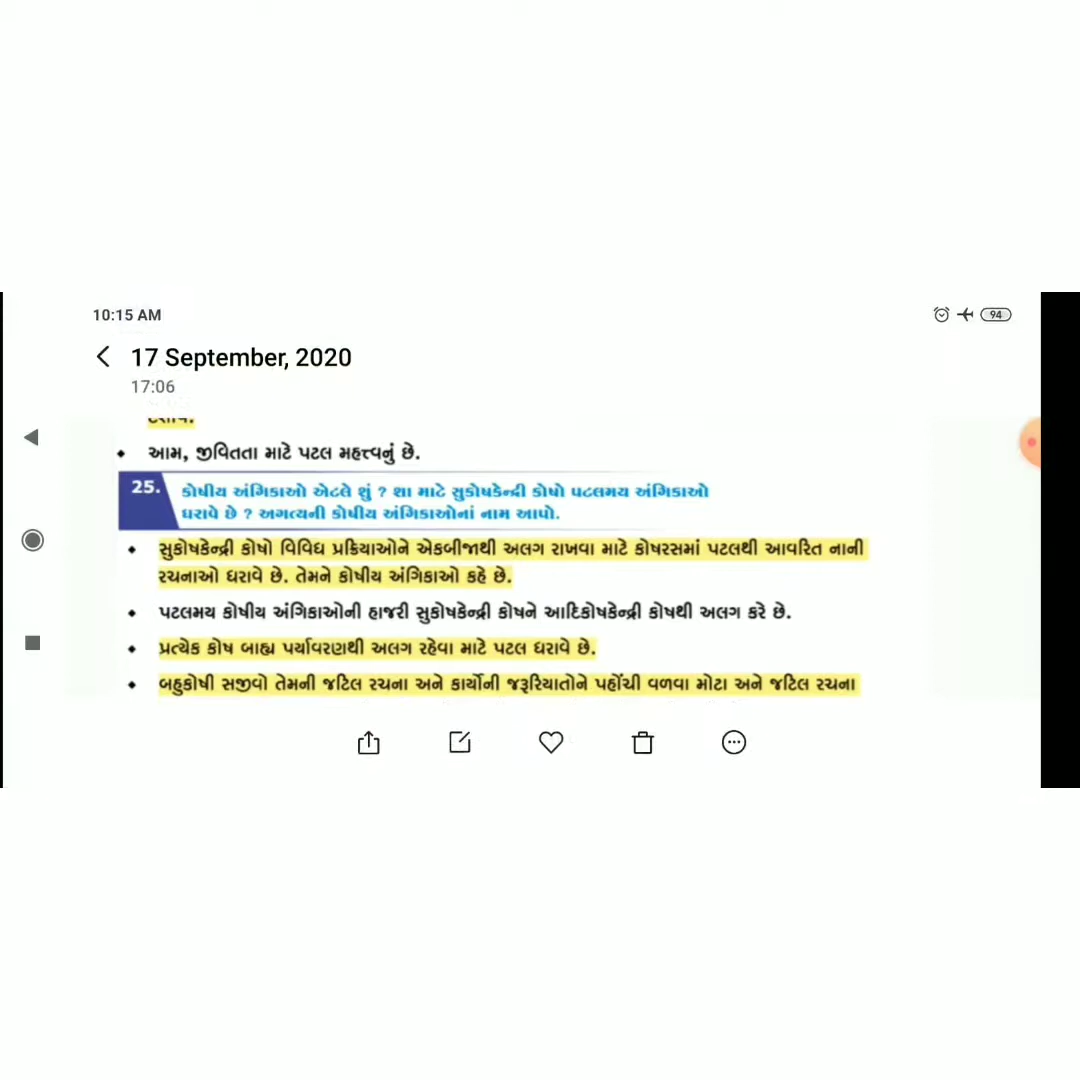 10:15 AM
94
17 September, 2020
17:06
આમ, જીવિતતા માટે પટલ મહત્ત્વનું છે.
25. કોષીય અંગિકાઓ એટલે શું ? શા માટે સુકોષકેન્દ્રી કોષો પટલમય અંગિકાઓ
ધરાવે છે ? અગત્યની કોષીય અંગિકાઓનાં નામ આપો.
સુકોષકેન્દ્રી કોષો વિવિધ પ્રક્રિયાઓને એકબીજાથી અલગ રાખવા માટે કોષરસમાં પટલથી આવરિત નાની
રચનાઓ ધરાવે છે. તેમને કોષીય અંગિકાઓ કહે છે.
પટલમય કોષીય અંગિકાઓની હાજરી સુકોષકેન્દ્રી કોષને આદિકોષકેન્દ્રી કોષથી અલગ કરે છે.
પ્રત્યેક કોષ બાહ્ય પર્યાવરણથી અલગ રહેવા માટે પટલ ધરાવે છે.
બહુકોષી સજીવો તેમની જટિલ રચના અને કાર્યોની જરૂરિયાતોને પહોંચી વળવા મોટા અને જટિલ રચના